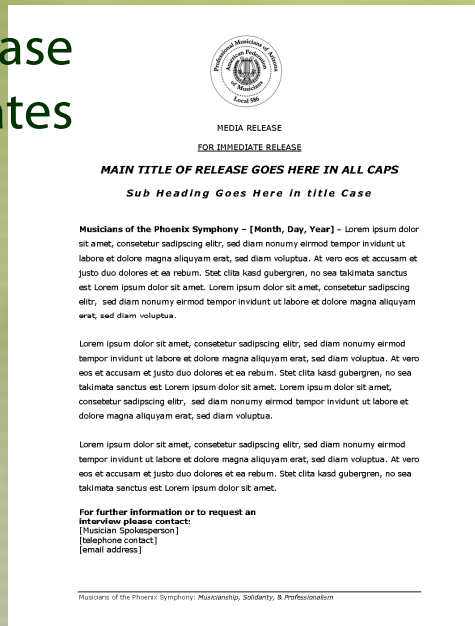 ase
ates
Professional Musicians of Arizona
American Federation
of Musicians
Local 586
MEDIA RELEASE
FOR IMMEDIATE RELEASE
MAIN TITLE OF RELEASE GOES HERE IN ALL CAPS
Sub Heading Goes Here in title Case
Musicians of the Phoenix Symphony – [Month, Day, Year] – Lorem ipsum dolor
sit amet, consetetur sadipscing elitr, sed diam nonumy eirmod tempor invidunt ut
labore et dolore magna aliquyam erat, sed diam voluptua. At vero eos et accusam et
justo duo dolores et ea rebum. Stet clita kasd gubergren, no sea takimata sanctus
est Lorem ipsum dolor sit amet. Lorem ipsum dolor sit amet, consetetur sadipscing
elitr,  sed diam nonumy eirmod tempor invidunt ut labore et dolore magna aliquyam
erat, sed diam voluptua.
Lorem ipsum dolor sit amet, consetetur sadipscing elitr, sed diam nonumy eirmod
tempor invidunt ut labore et dolore magna aliquyam erat, sed diam voluptua. At vero
eos et accusam et justo duo dolores et ea rebum. Stet clita kasd gubergren, no sea
takimata sanctus est Lorem ipsum dolor sit amet. Lorem ipsum dolor sit amet,
consetetur sadipscing elitr,  sed diam nonumy eirmod tempor invidunt ut labore et
dolore magna aliquyam erat, sed diam voluptua.
Lorem ipsum dolor sit amet, consetetur sadipscing elitr, sed diam nonumy eirmod
tempor invidunt ut labore et dolore magna aliquyam erat, sed diam voluptua. At vero
eos et accusam et justo duo dolores et ea rebum. Stet clita kasd gubergren, no sea
takimata sanctus est Lorem ipsum dolor sit amet.
For further information or to request an
interview please contact:
[Musician Spokesperson]
[telephone contact]
[email address]
Musicians of the Phoenix Symphony: Musicianship, Solidarity, & Professionalism